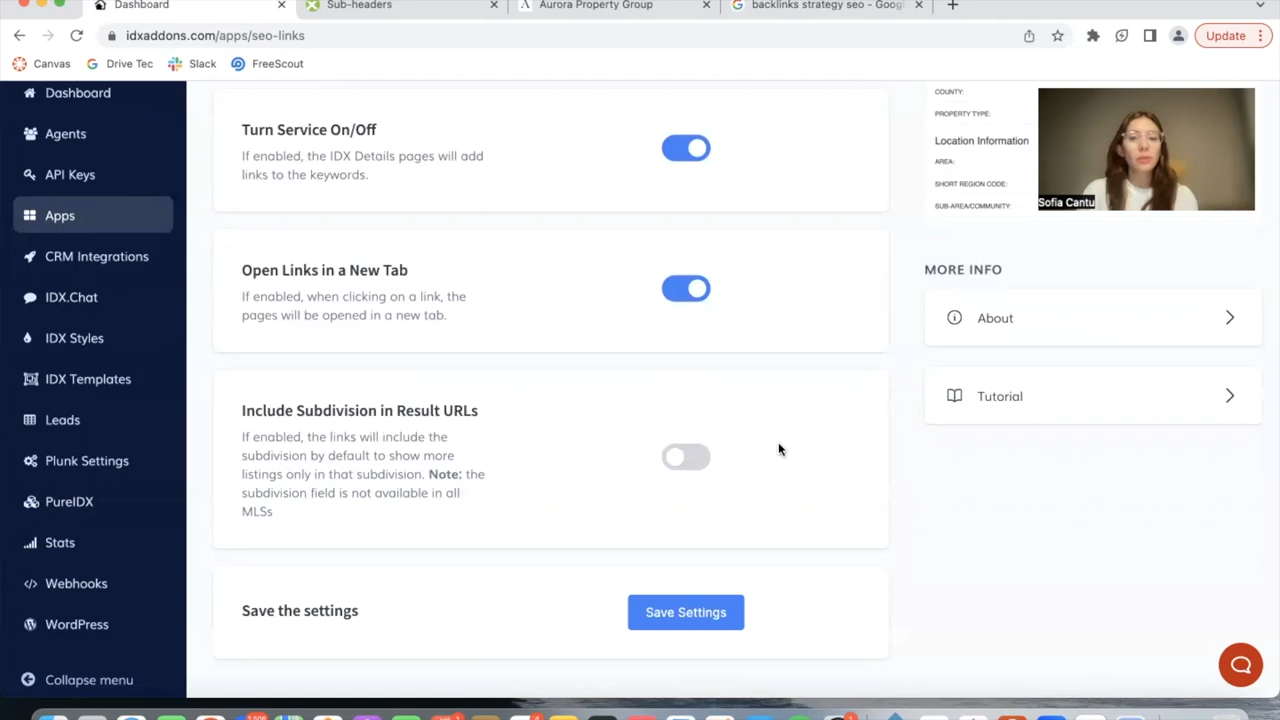 Dashboard
Sub-headers
Aurora Property Group
backlinks strategy seo - Googl
idxaddons.com/apps/seo-links
Update
Canvas
Drive Tec
Slack
FreeScout
Dashboard
Agents
API Keys
Apps
CRM Integrations
IDX.Chat
IDX Styles
IDX Templates
Leads
Plunk Settings
PureIDX
Stats
Webhooks
WordPress
Collapse menu
Turn Service On/Off
If enabled, the IDX Details pages will add
links to the keywords.
Open Links in a New Tab
If enabled, when clicking on a link, the
pages will be opened in a new tab.
Include Subdivision in Result URLs
If enabled, the links will include the
subdivision by default to show more
listings only in that subdivision. Note: the
subdivision field is not available in all
MLSs
Save the settings
Save Settings
COUNTY:
PROPERTY TYPE:
Location Information
AREA:
SHORT REGION CODE:
SUB-AREA/COMMUNITY:
Sofia Cantu
MORE INFO
About
Tutorial